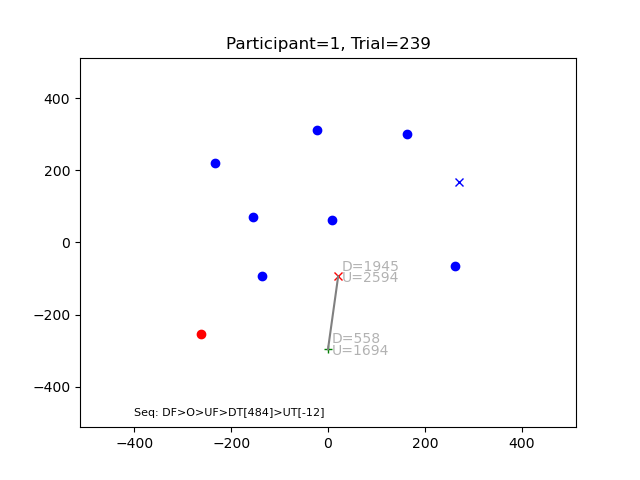 Participant=1, Trial=239
400
200
0
−200
−400
D=1945
U=2594
D=558
U=1694
Seq: DF>O>UF>DT[484]>UT[-12]
−400
−200
0
200
400